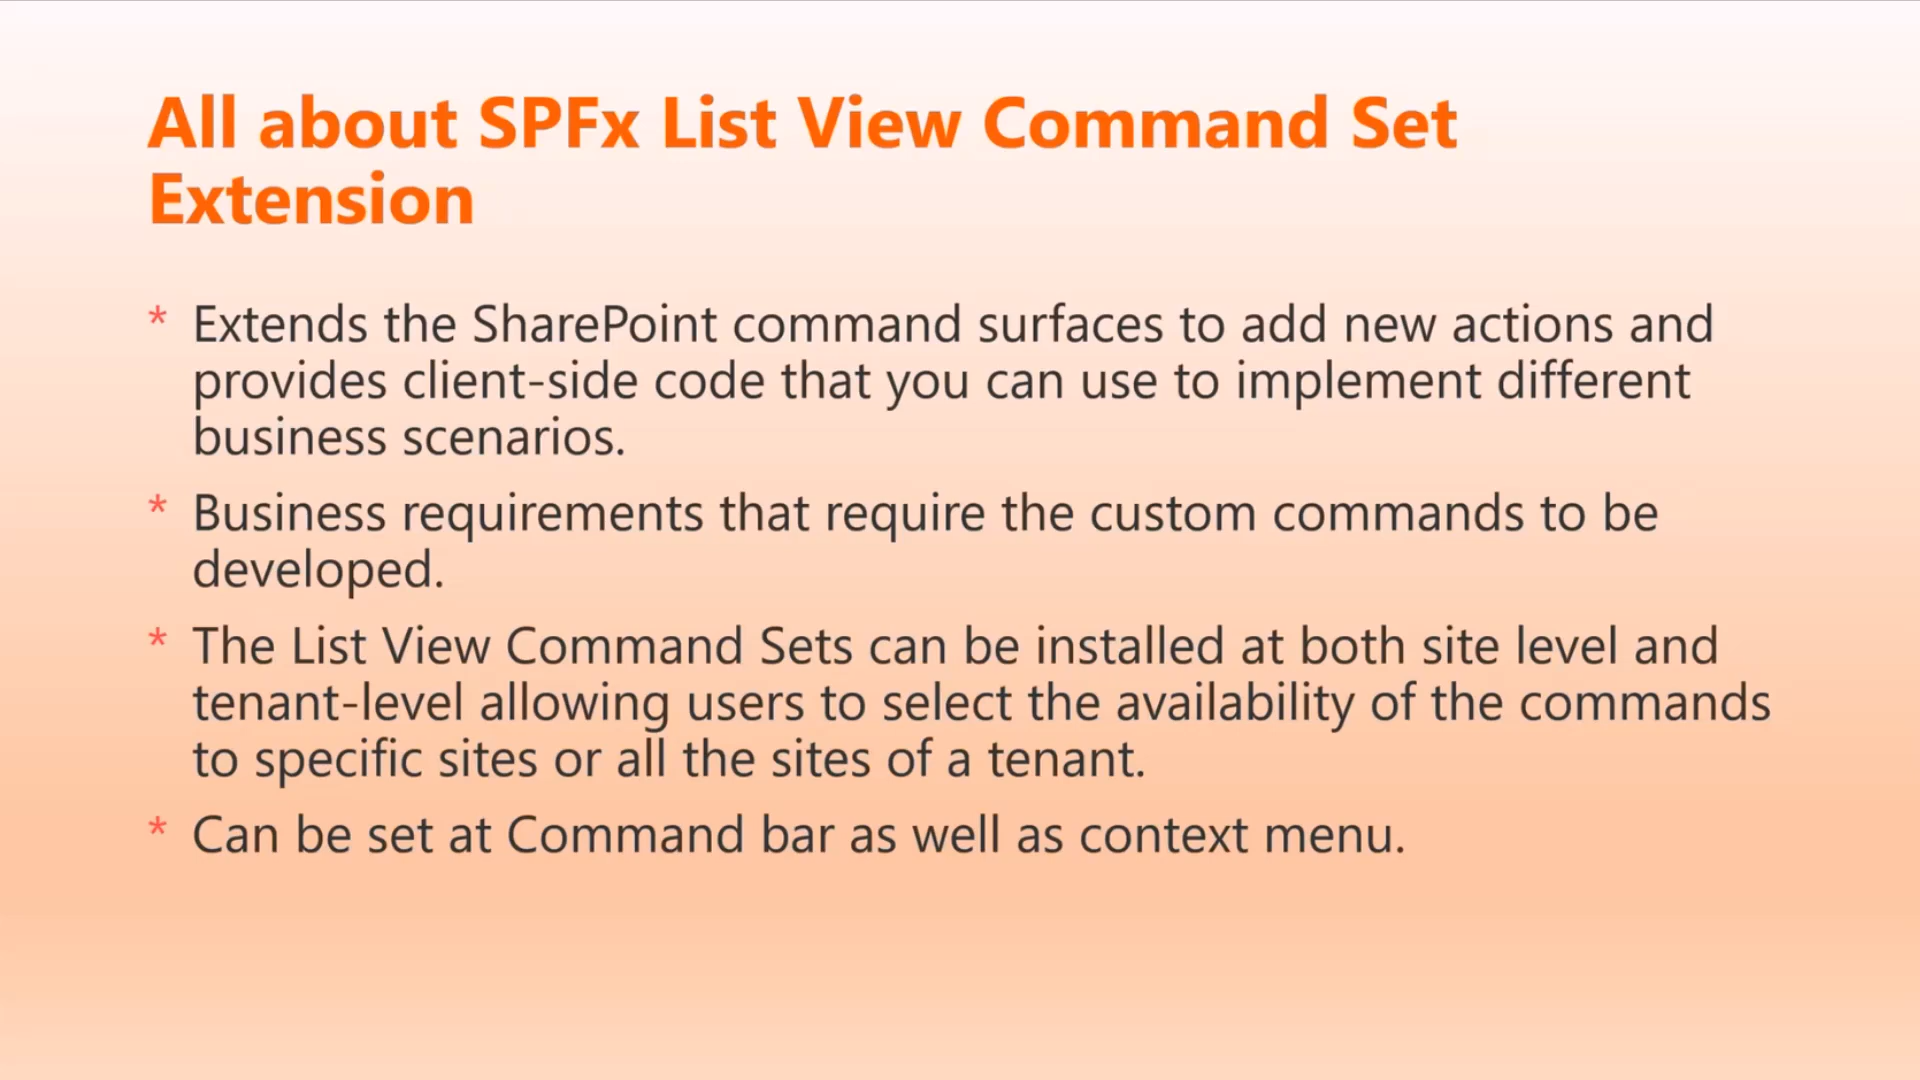 All about SPFx List View Command Set
Extension
* Extends the SharePoint command surfaces to add new actions and
provides client-side code that you can use to implement different
business scenarios.
* Business requirements that require the custom commands to be
developed.
* The List View Command Sets can be installed at both site level and
tenant-level allowing users to select the availability of the commands
to specific sites or all the sites of a tenant.
* Can be set at Command bar as well as context menu.